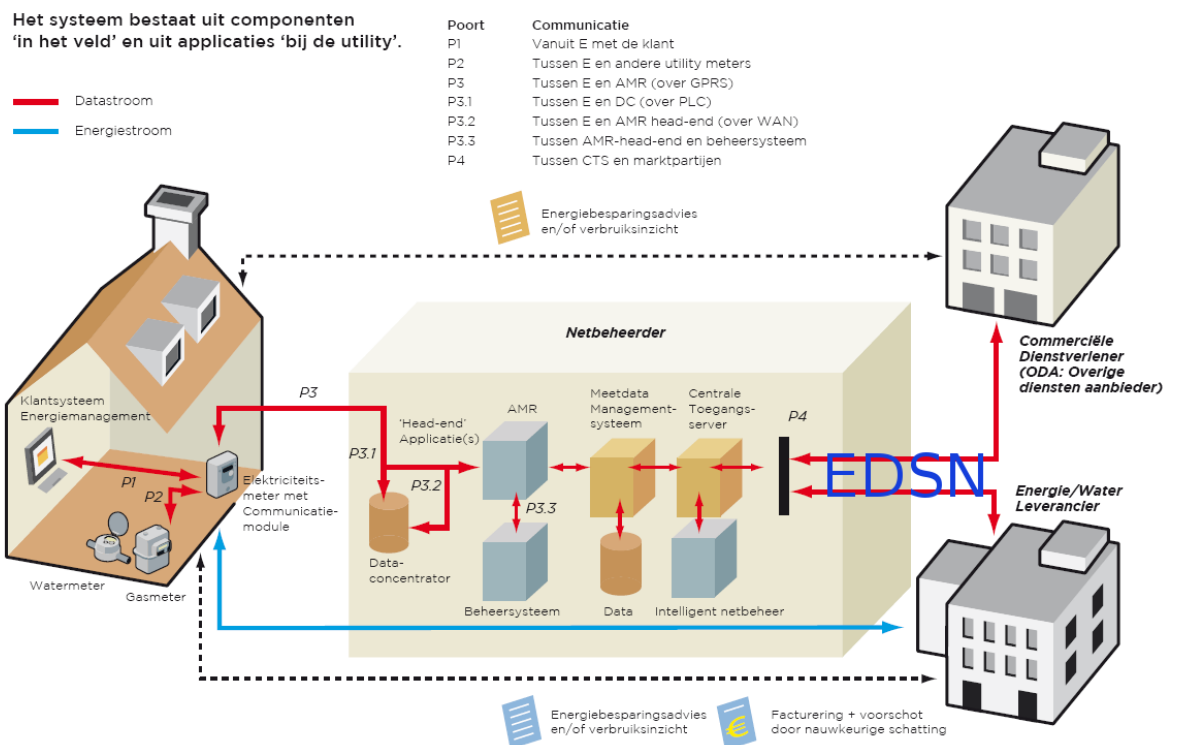 Het systeem bestaat uit componenten
‘in het veld’ en uit applicaties ‘bij de utility’.
Datastroom
Energiestroom
Poort Communicatie
P1 Vanuit E met de klant
P2 Tussen E en andere utility meters
P3 Tussen E en AMR (over GPRS)
P3.1 Tussen E en DC (over PLC)
P3.2 Tussen E en AMR head-end (over WAN)
P3.3 Tussen AMR-head-end en beheersysteem
P4 Tussen CTS en marktpartijen
Energiebesparingsadvies
en/of verbruiksinzicht
Netbeheerder
Commerciële
Dienstverlener
(ODA: Overige
diensten aanbieder)
Klantsysteem
Energiemanagement
P1
P2
Elektriciteits-
meter met
Communicatie-
module
Watermeter
Gasmeter
P3
P3.1
'Head-end'
Applicatie(s)
P3.2
Data-
concentrator
AMR
P3.3
Beheersysteem
Meetdata
Management-
systeem
Data
Centrale
Toegangs-
server
Intelligent netbeheer
P4
EDSN
Energie/Water
Leverancier
Energiebesparingsadvies
en/of verbruiksinzicht
€
Facturering + voorschot
door nauwkeurige schatting